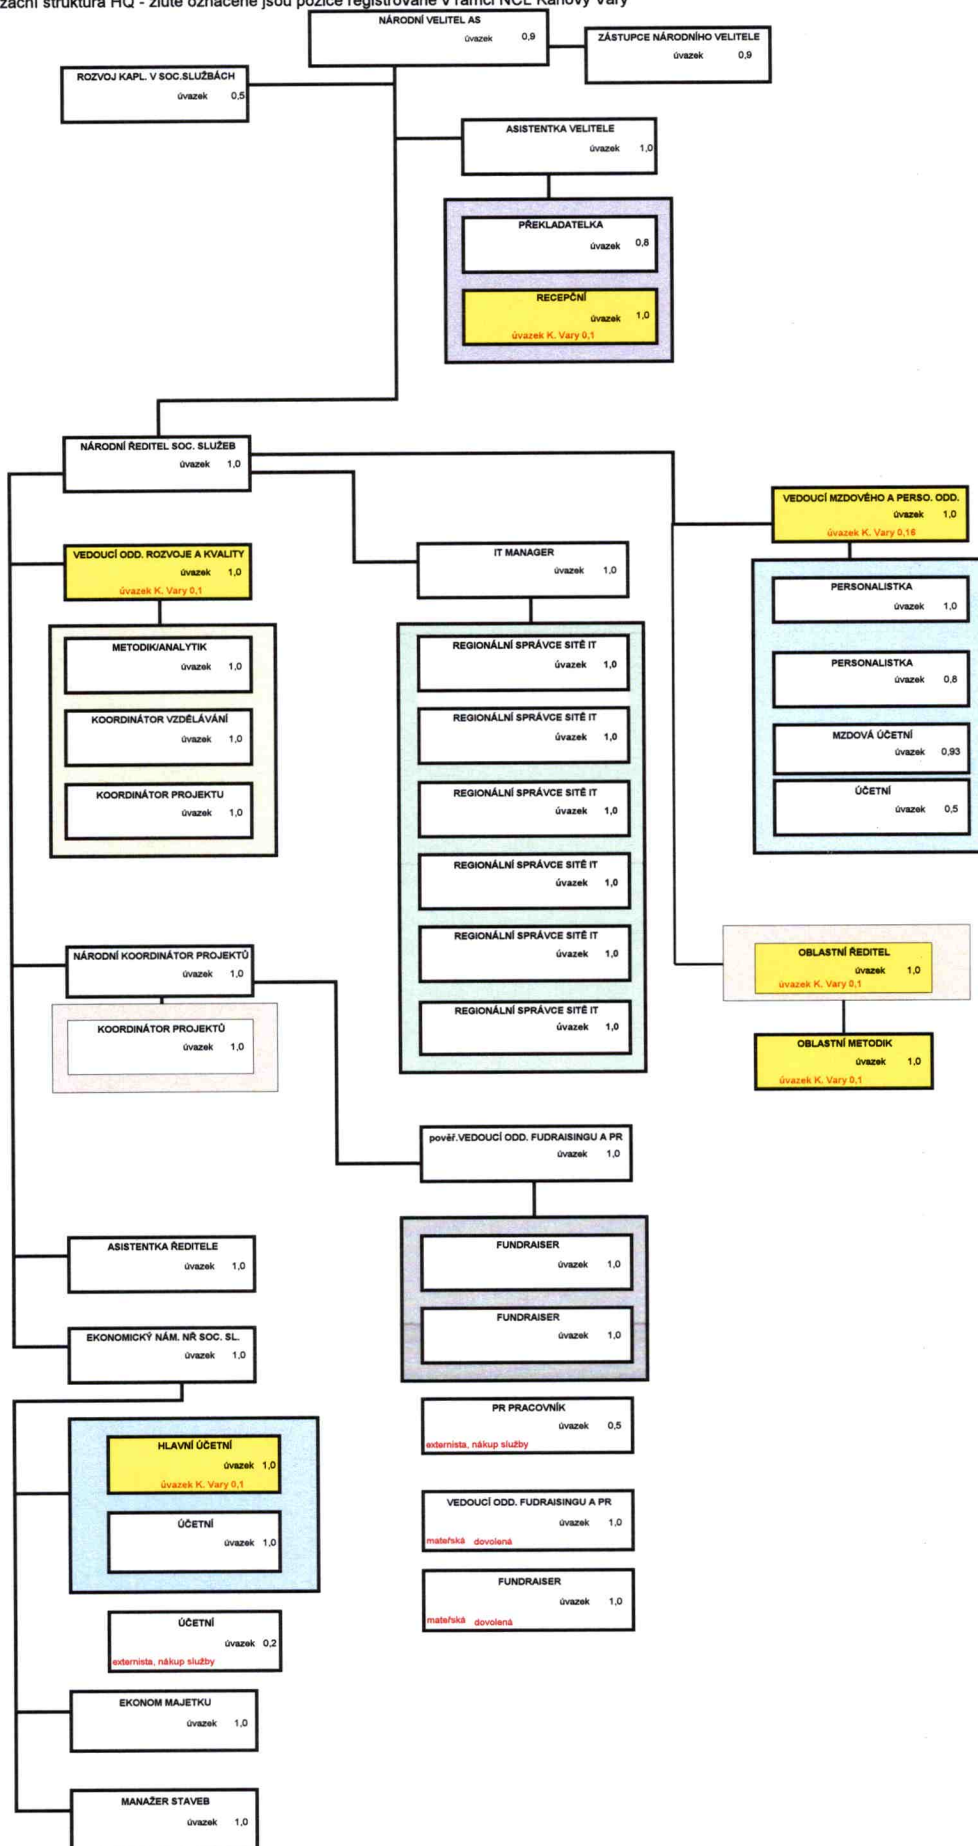 zační struktura HQ - žlutě označené jsou pozice registrované v rámci NCL Karlovy Vary
NÁRODNÍ VELITEL AS
úvazek 0,9
ZÁSTUPCE NÁRODNÍHO VELITELE
úvazek 0,9
ROZVOJ KAPL. V SOC.SLUŽBÁCH
úvazek 0,5
ASISTENTKA VELITELE
úvazek 1,0
PŘEKLADATELKA
úvazek 0,8
RECEPČNÍ
úvazek 1,0
úvazek K. Vary 0,1
NÁRODNÍ ŘEDITEL SOC. SLUŽEB
úvazek 1,0
VEDOUCÍ MZDOVÉHO A PERSO. ODD.
úvazek 1,0
úvazek K. Vary 0,16
VEDOUCÍ ODD. ROZVOJE A KVALITY
úvazek 1,0
úvazek K. Vary 0,1
IT MANAGER
úvazek 1,0
PERSONALISTKA
úvazek 1,0
PERSONALISTKA
úvazek 0,8
MZDOVÁ ÚČETNÍ
úvazek 0,93
ÚČETNÍ
úvazek 0,5
METODIK/ANALYTIK
úvazek 1,0
KOORDINÁTOR VZDĚLÁVÁNÍ
úvazek 1,0
KOORDINÁTOR PROJEKTU
úvazek 1,0
REGIONÁLNÍ SPRÁVCE SITĚ IT
úvazek 1,0
REGIONÁLNÍ SPRÁVCE SITĚ IT
úvazek 1,0
REGIONÁLNÍ SPRÁVCE SITĚ IT
úvazek 1,0
REGIONÁLNÍ SPRÁVCE SITĚ IT
úvazek 1,0
REGIONÁLNÍ SPRÁVCE SITĚ IT
úvazek 1,0
REGIONÁLNÍ SPRÁVCE SITĚ IT
úvazek 1,0
OBLASTNÍ ŘEDITEL
úvazek 1,0
úvazek K. Vary 0,1
OBLASTNÍ METODIK
úvazek 1,0
úvazek K. Vary 0,1
NÁRODNÍ KOORDINÁTOR PROJEKTŮ
úvazek 1,0
KOORDINÁTOR PROJEKTŮ
úvazek 1,0
pověř.VEDOUCÍ ODD. FUDRAISINGU A PR
úvazek 1,0
FUNDRAISER
úvazek 1,0
FUNDRAISER
úvazek 1,0
PR PRACOVNÍK
úvazek 0,5
externista, nákup služby
VEDOUCÍ ODD. FUDRAISINGU A PR
úvazek 1,0
mateřská dovolená
FUNDRAISER
úvazek 1,0
mateřská dovolená
ASISTENTKA ŘEDITELE
úvazek 1,0
EKONOMICKÝ NÁM. NŘ SOC. SL.
úvazek 1,0
HLAVNÍ ÚČETNÍ
úvazek 1,0
úvazek K. Vary 0,1
ÚČETNÍ
úvazek 1,0
ÚČETNÍ
úvazek 0,2
externista, nákup služby
EKONOM MAJETKU
úvazek 1,0
MANAŽER STAVEB
úvazek 1,0